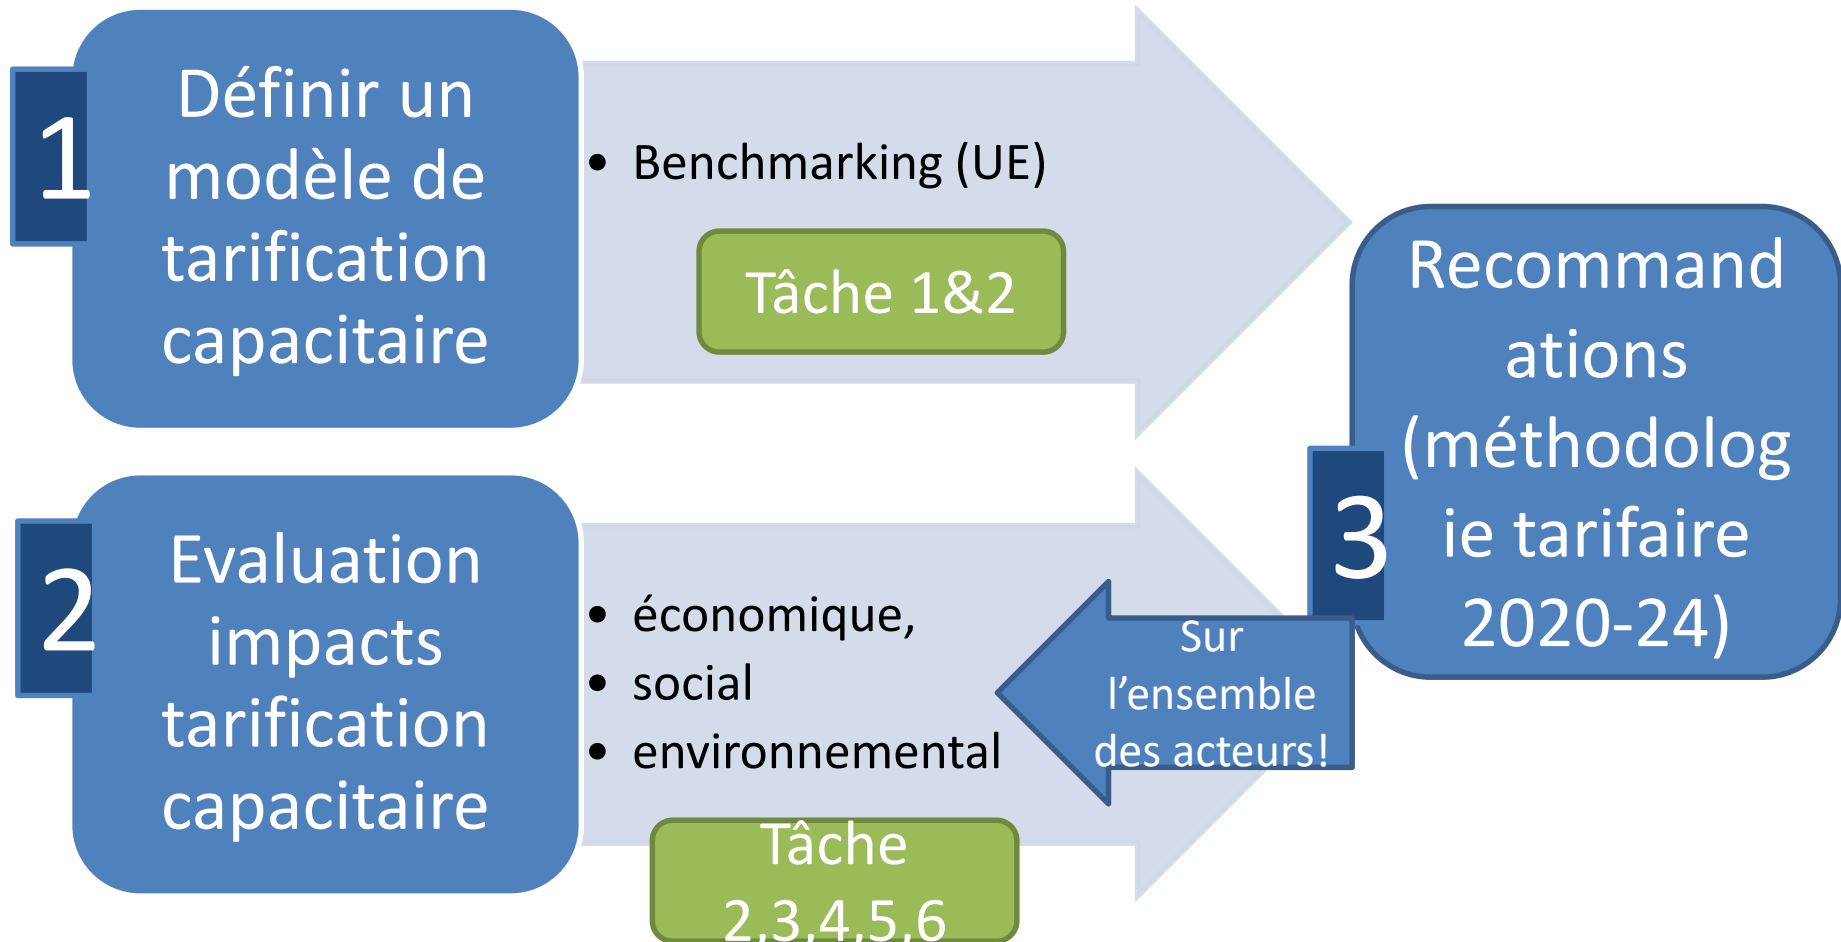 1
Définir un
modèle de
tarification
capacitaire
• Benchmarking (UE)
Tâche 1&2
2
Evaluation
impacts
tarification
capacitaire
• économique,
• social
• environnemental
Tâche
2,3,4,5,6
Sur
l’ensemble
des acteurs!
3
Recommand
ations
(méthodolog
ie tarifaire
2020-24)